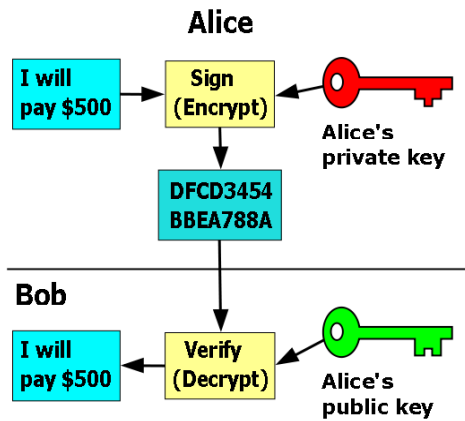 Alice
I will
pay $500
Sign
(Encrypt)
Alice's
private key
DFCD3454
BBEA788A
Bob
I will
pay $500
Verify
(Decrypt)
Alice's
public key